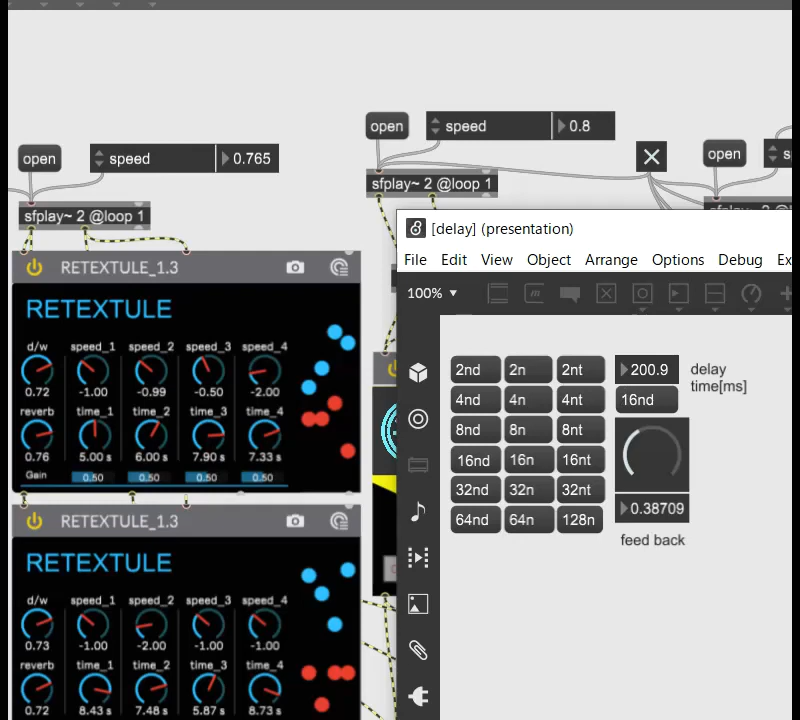 open
speed
0.8
open
speed
0.765
open
s
sfplay~ 2 @loop 1
sfplay~ 2 @loop 1
[delay] (presentation)
File Edit View Object Arrange Options Debug Ex
100%
RETEXTULE_1.3
RETEXTULE
d/w speed_1 speed_2 speed_3 speed_4
0.72 -1.00 -0.99 -0.50 -2.00
reverb time_1 time_2 time_3 time_4
0.76 5.00 s 6.00 s 7.90 s 7.33 s
Gain 0.50 0.50 0.50 0.50
RETEXTULE_1.3
RETEXTULE
d/w speed_1 speed_2 speed_3 speed_4
0.73 -1.00 -2.00 -1.00 -1.00
reverb time_1 time_2 time_3 time_4
0.72 8.43 s 7.48 s 5.87 s 8.73 s
2nd 2n 2nt
4nd 4n 4nt
8nd 8n 8nt
16nd 16n 16nt
32nd 32n 32nt
64nd 64n 128n
200.9
delay
time[ms]
16nd
0.38709
feed back